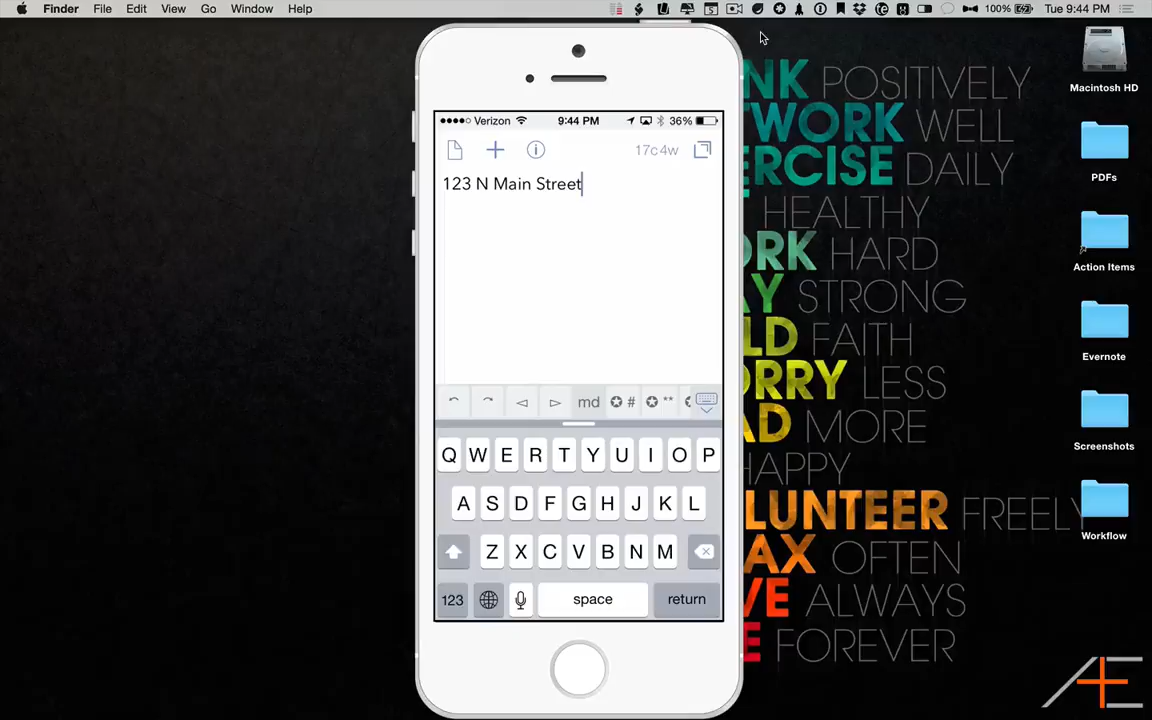 Finder File Edit View Go Window Help 100% Tue 9:44 PM
Verizon 9:44 PM 36%
17c4w
123 N Main Street
md # **
Q W E R T Y U I O P
A S D F G H J K L
Z X C V B N M
123 space return
NK POSITIVELY
TWORK WELL
ERCISE DAILY
HEALTHY
ORK HARD
AY STRONG
LD FAITH
ORRY LESS
AD MORE
HAPPY
LUNTEER FREELY
AX OFTEN
VE ALWAYS
E FOREVER
Macintosh HD
PDFs
Action Items
Evernote
Screenshots
Workflow
AE